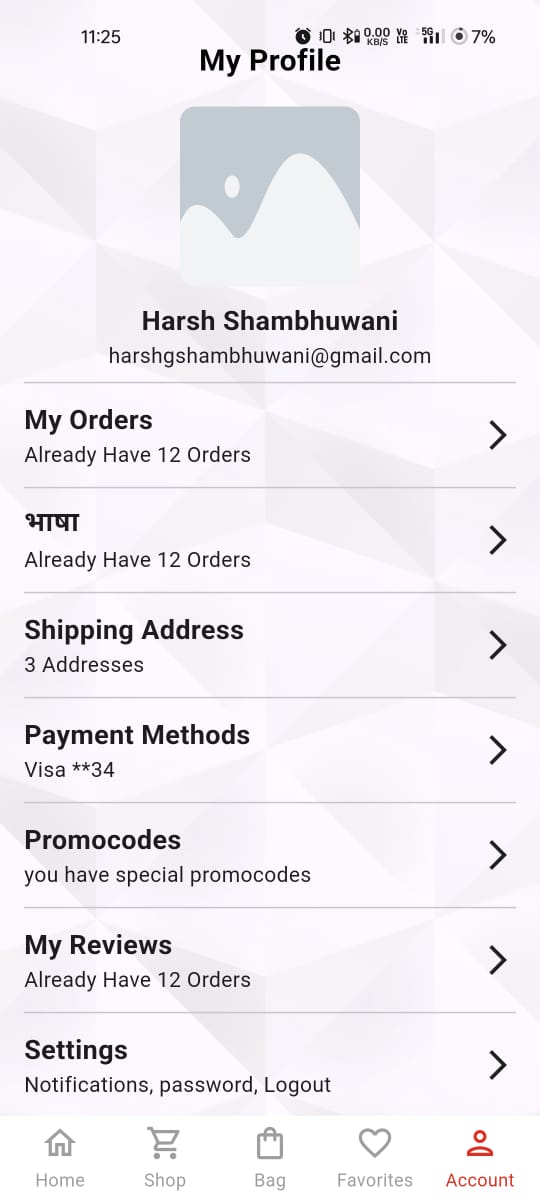 11:25 0.00 KB/S Vo LTE 5G 7%
My Profile
Harsh Shambhuwani
harshgshambhuwani@gmail.com
My Orders
Already Have 12 Orders
भाषा
Already Have 12 Orders
Shipping Address
3 Addresses
Payment Methods
Visa **34
Promocodes
you have special promocodes
My Reviews
Already Have 12 Orders
Settings
Notifications, password, Logout
Home Shop Bag Favorites Account